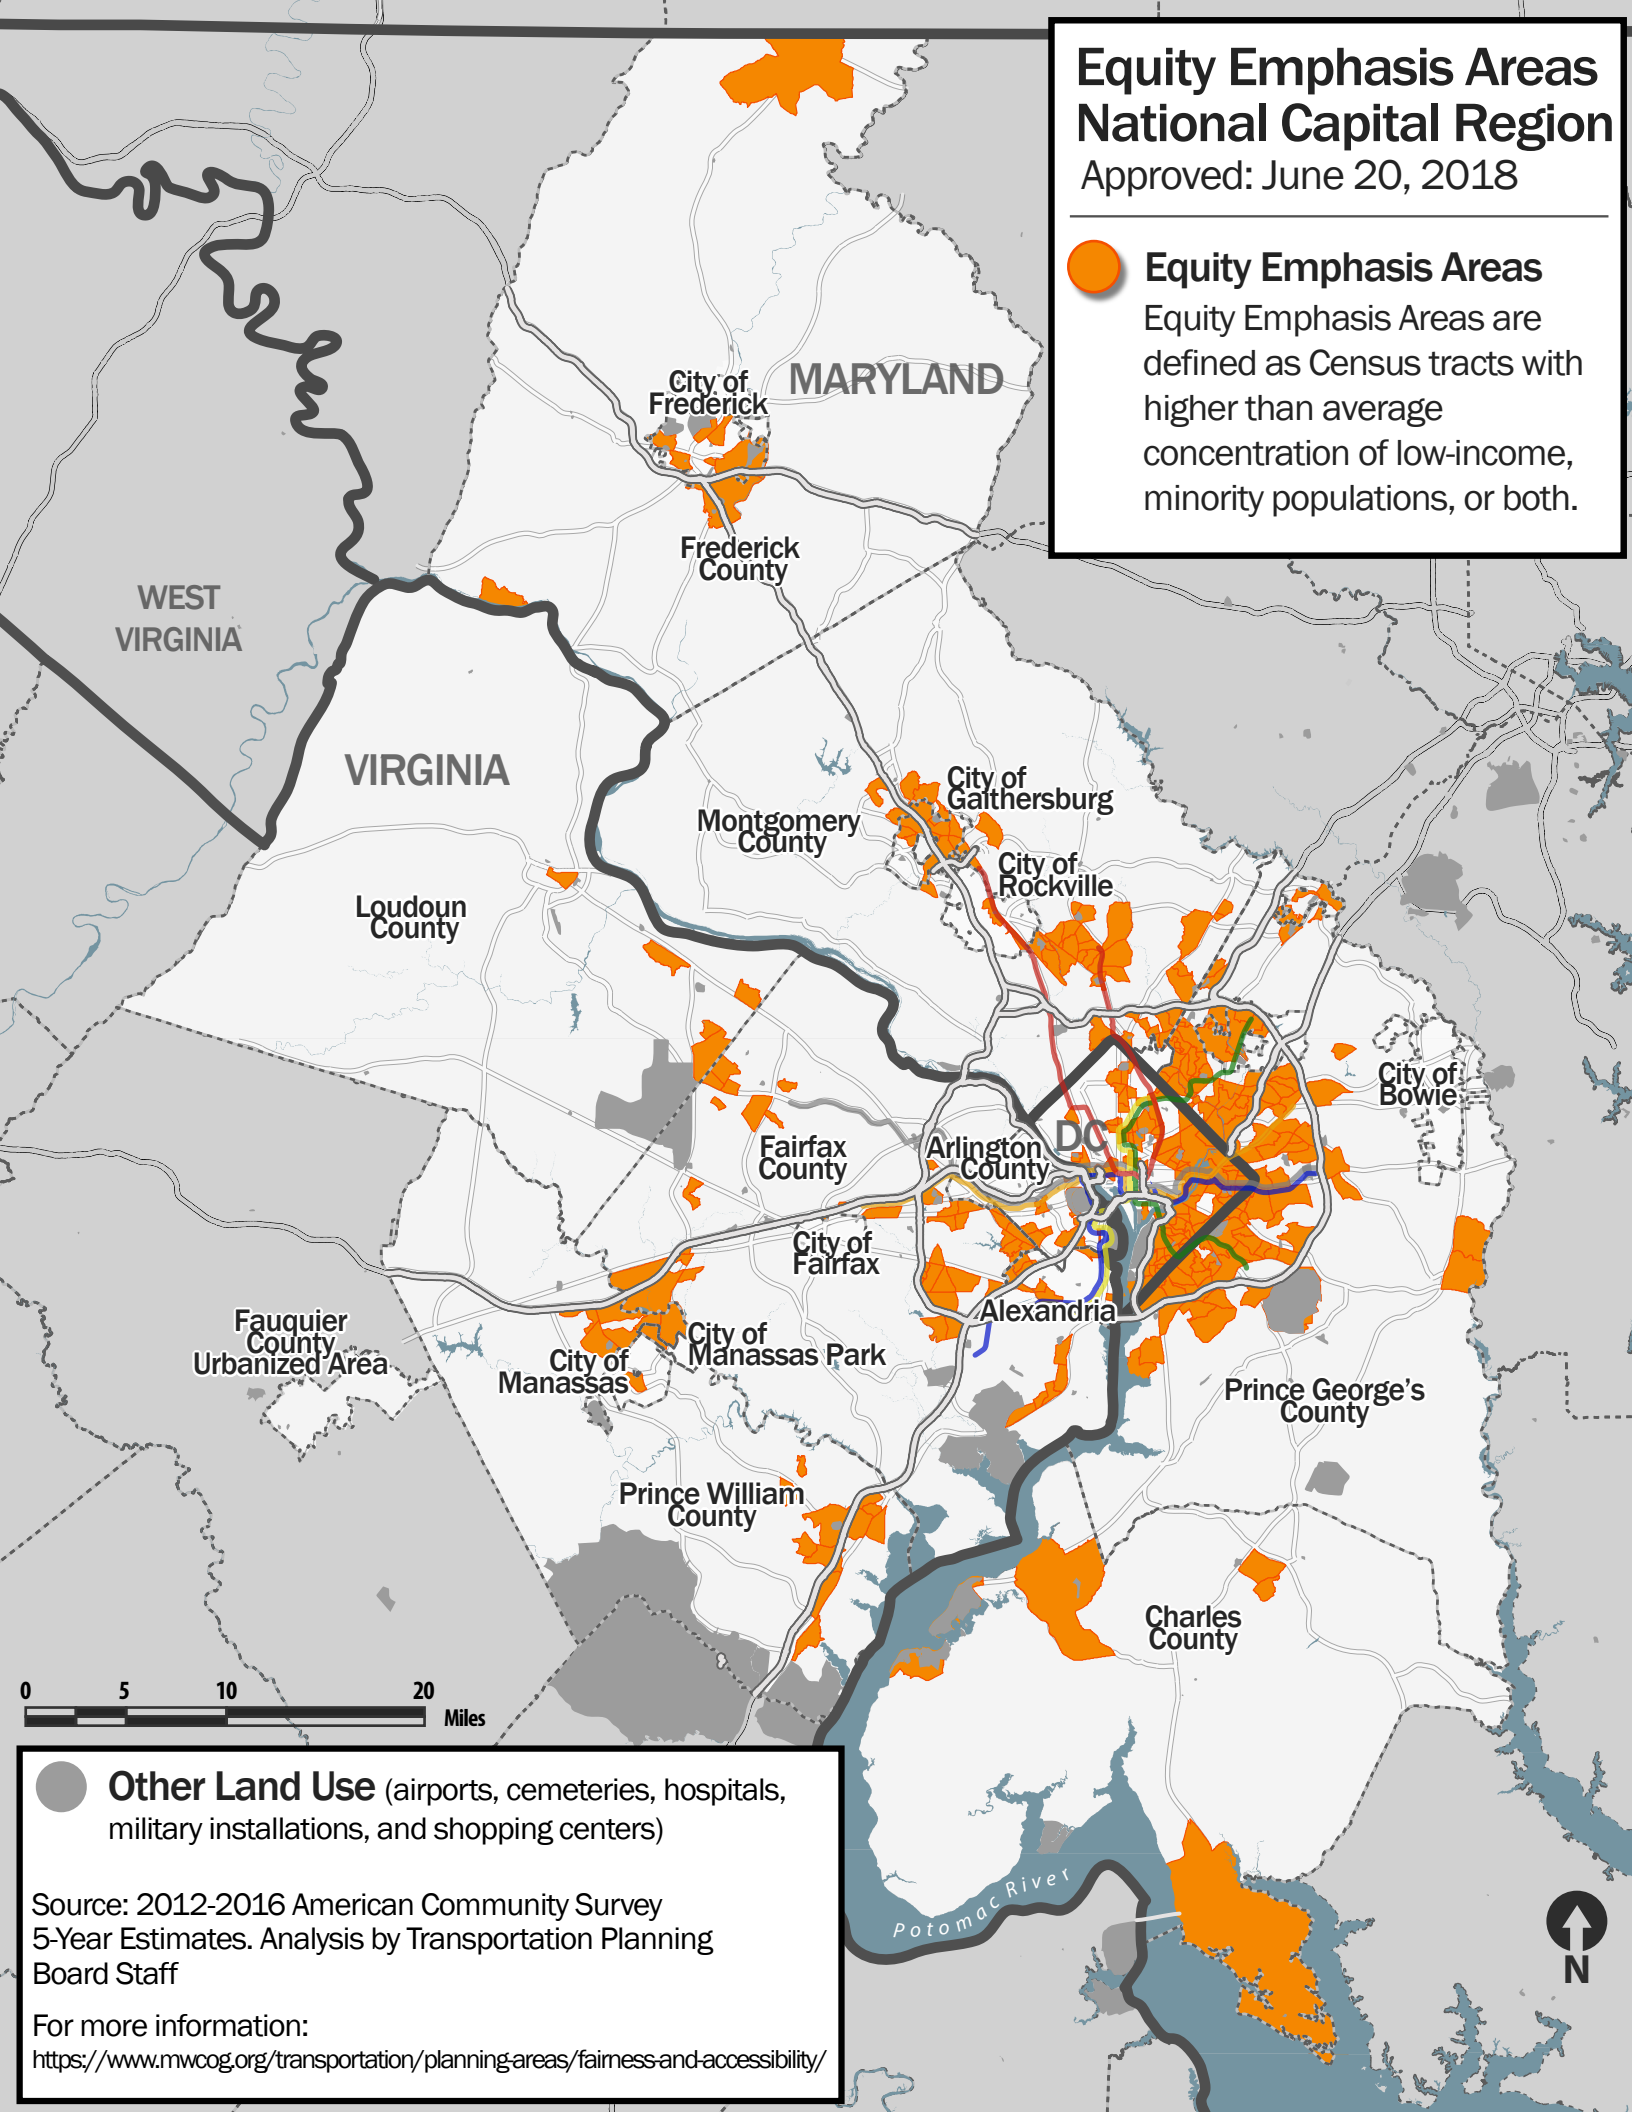 Equity Emphasis Areas
National Capital Region
Approved: June 20, 2018
Equity Emphasis Areas
Equity Emphasis Areas are
defined as Census tracts with
higher than average
concentration of low-income,
minority populations, or both.
City of
Frederick
MARYLAND
Frederick
County
WEST
VIRGINIA
VIRGINIA
City of
Gaithersburg
Montgomery
County
City of
Rockville
Loudoun
County
City of
Bowie
DC
Fairfax
County
Arlington
County
City of
Fairfax
Alexandria
Fauquier
County
Urbanized Area
City of
Manassas Park
City of
Manassas
Prince George's
County
Prince William
County
Charles
County
0 5 10 20
Miles
Potomac River
N
Other Land Use (airports, cemeteries, hospitals,
military installations, and shopping centers)
Source: 2012-2016 American Community Survey
5-Year Estimates. Analysis by Transportation Planning
Board Staff
For more information:
https://www.mwcog.org/transportation/planning-areas/fairness-and-accessibility/